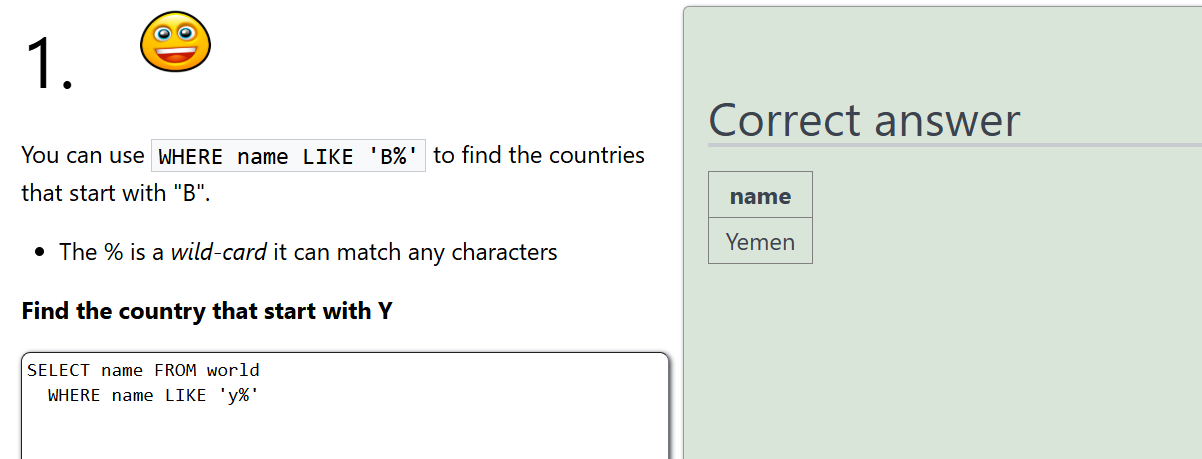 1.
You can use WHERE name LIKE 'B%' to find the countries
that start with "B".
• The % is a wild-card it can match any characters
Find the country that start with Y
SELECT name FROM world
  WHERE name LIKE 'y%'
Correct answer
name
Yemen